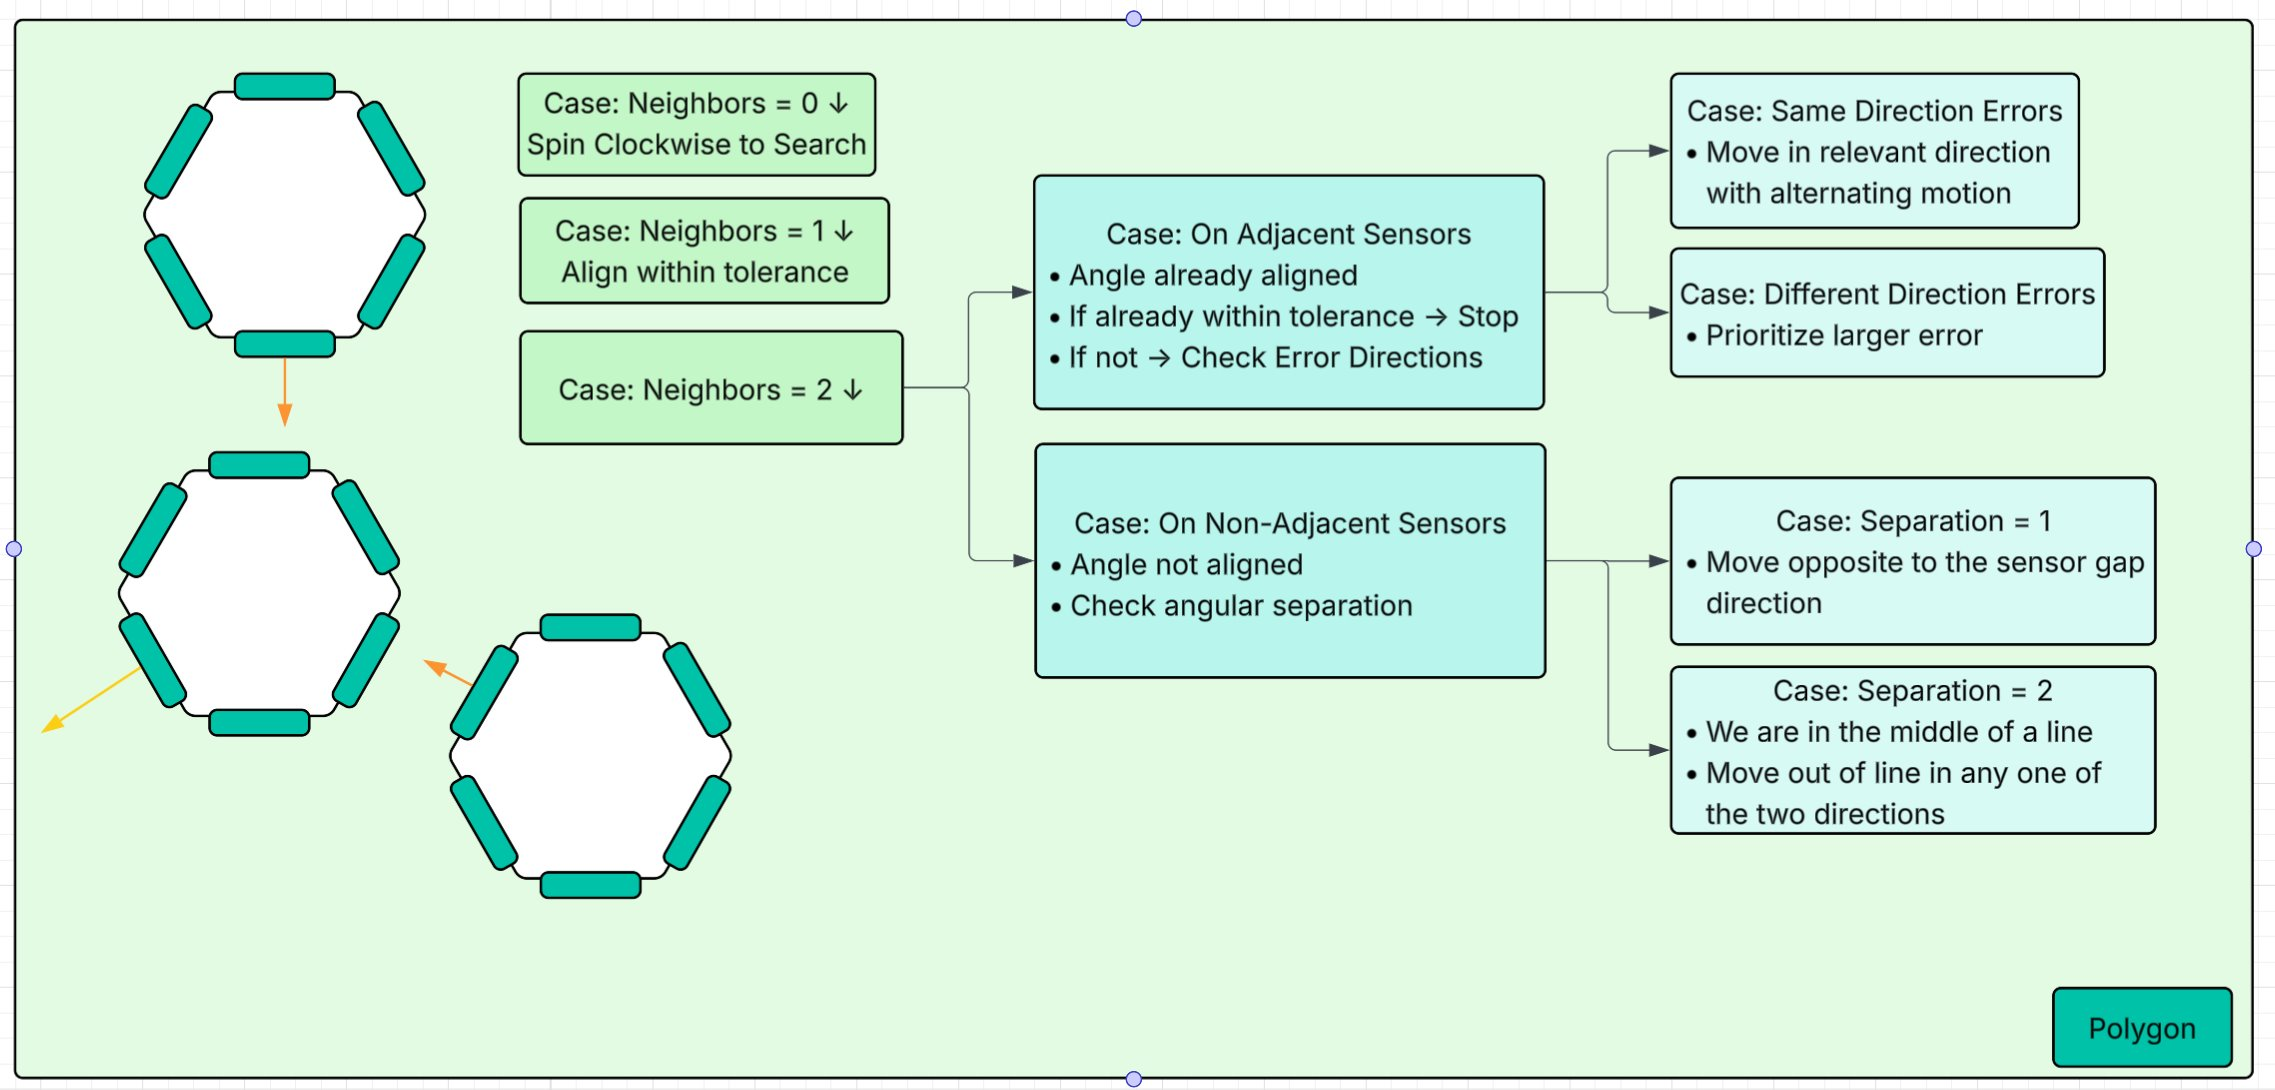 Case: Neighbors = 0 ↓
Spin Clockwise to Search
Case: Neighbors = 1 ↓
Align within tolerance
Case: Neighbors = 2 ↓
Case: On Adjacent Sensors
• Angle already aligned
• If already within tolerance → Stop
• If not → Check Error Directions
Case: On Non-Adjacent Sensors
• Angle not aligned
• Check angular separation
Case: Same Direction Errors
• Move in relevant direction
with alternating motion
Case: Different Direction Errors
• Prioritize larger error
Case: Separation = 1
• Move opposite to the sensor gap
direction
Case: Separation = 2
• We are in the middle of a line
• Move out of line in any one of
the two directions
Polygon